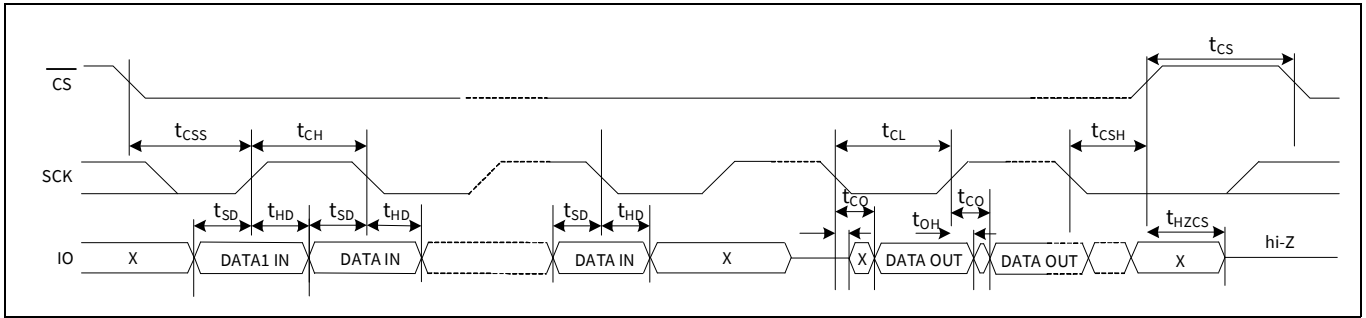 CS
tCS
tCSS
tCH
tCL
tCSH
SCK
tSD
tHD
tSD
tHD
tSD
tHD
tCO
tOH
tCO
tHZCS
IO
X
DATA1 IN
DATA IN
DATA IN
X
X
DATA OUT
DATA OUT
X
hi-Z